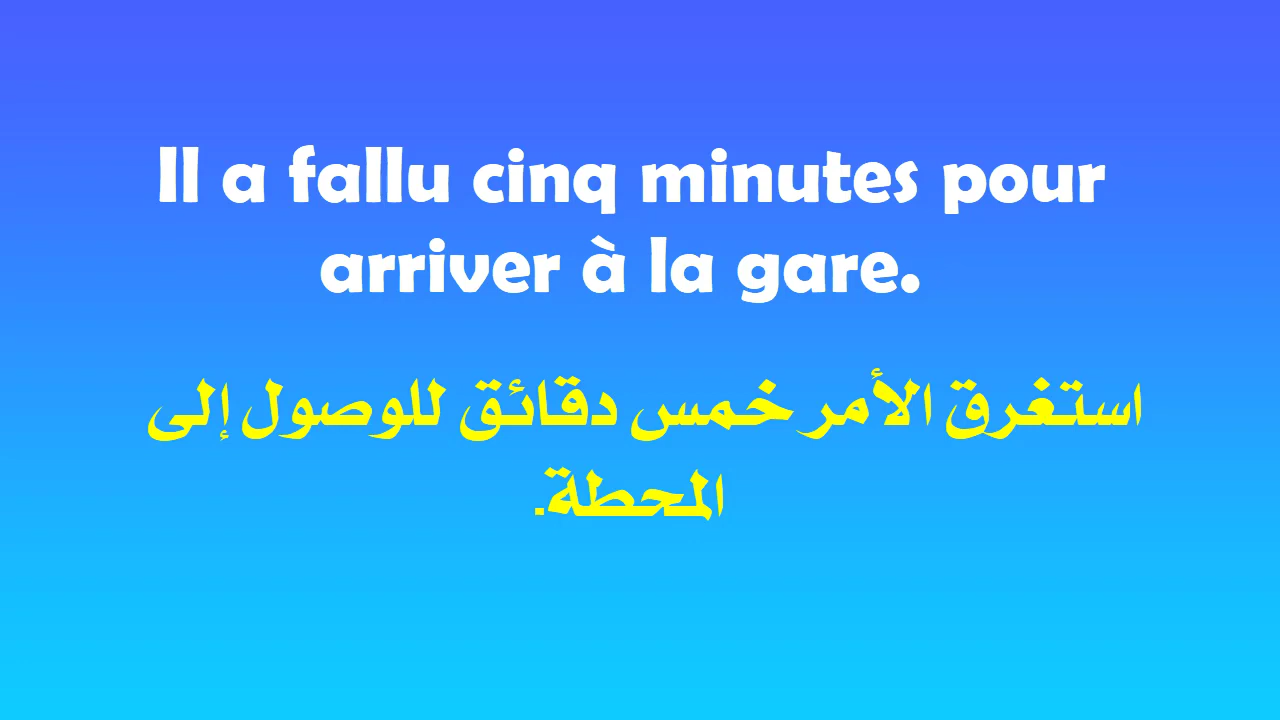 Il a fallu cinq minutes pour
arriver à la gare.
استغرق الأمر خمس دقائق للوصول إلى
المحطة.